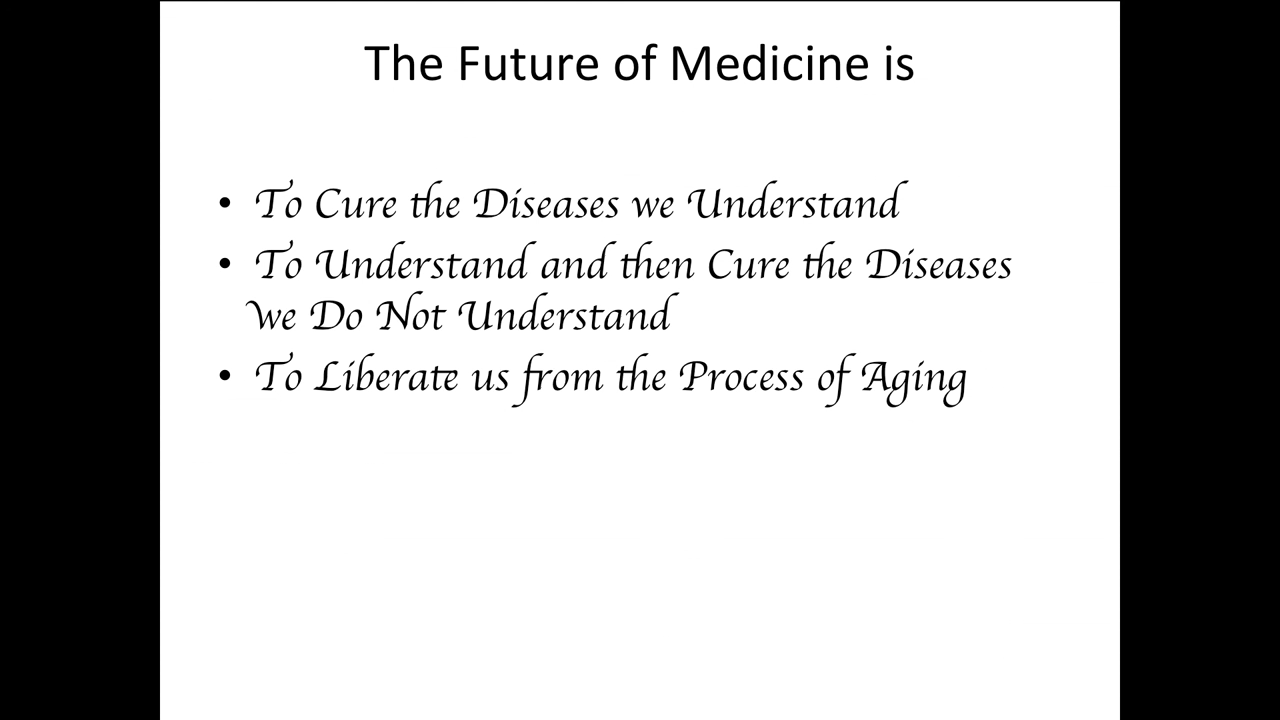 The Future of Medicine is
• To Cure the Diseases we Understand
• To Understand and then Cure the Diseases
we Do Not Understand
• To Liberate us from the Process of Aging